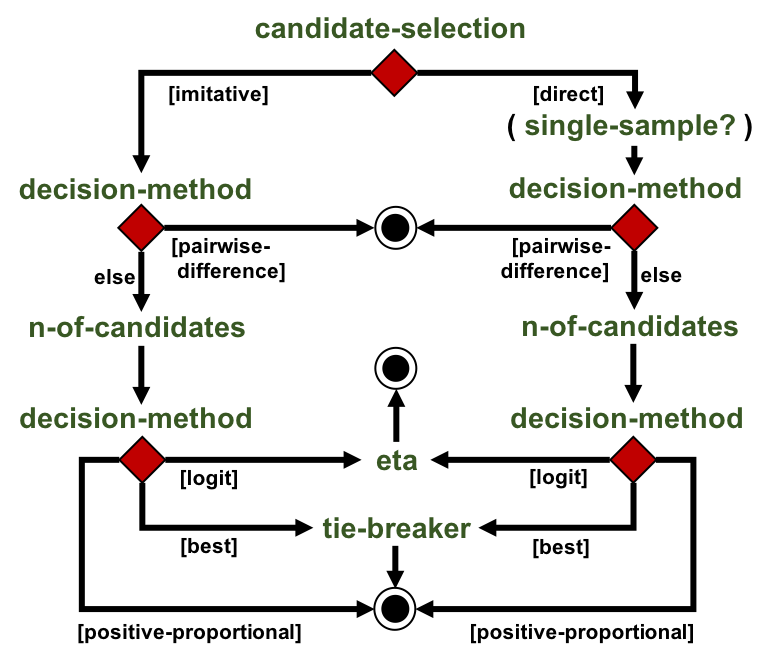 candidate-selection
[imitative]
[direct]
( single-sample? )
decision-method
decision-method
[pairwise-
difference]
[pairwise-
difference]
else
else
n-of-candidates
n-of-candidates
decision-method
decision-method
eta
[logit]
[logit]
tie-breaker
[best]
[best]
[positive-proportional]
[positive-proportional]